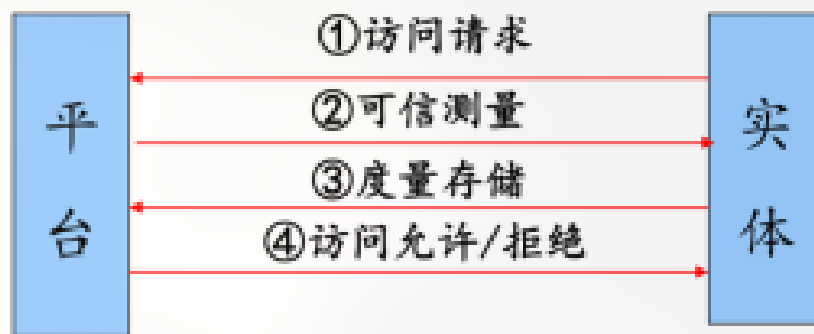 ①访问请求
②可信测量
③度量存储
④访问允许/拒绝
平台
实体